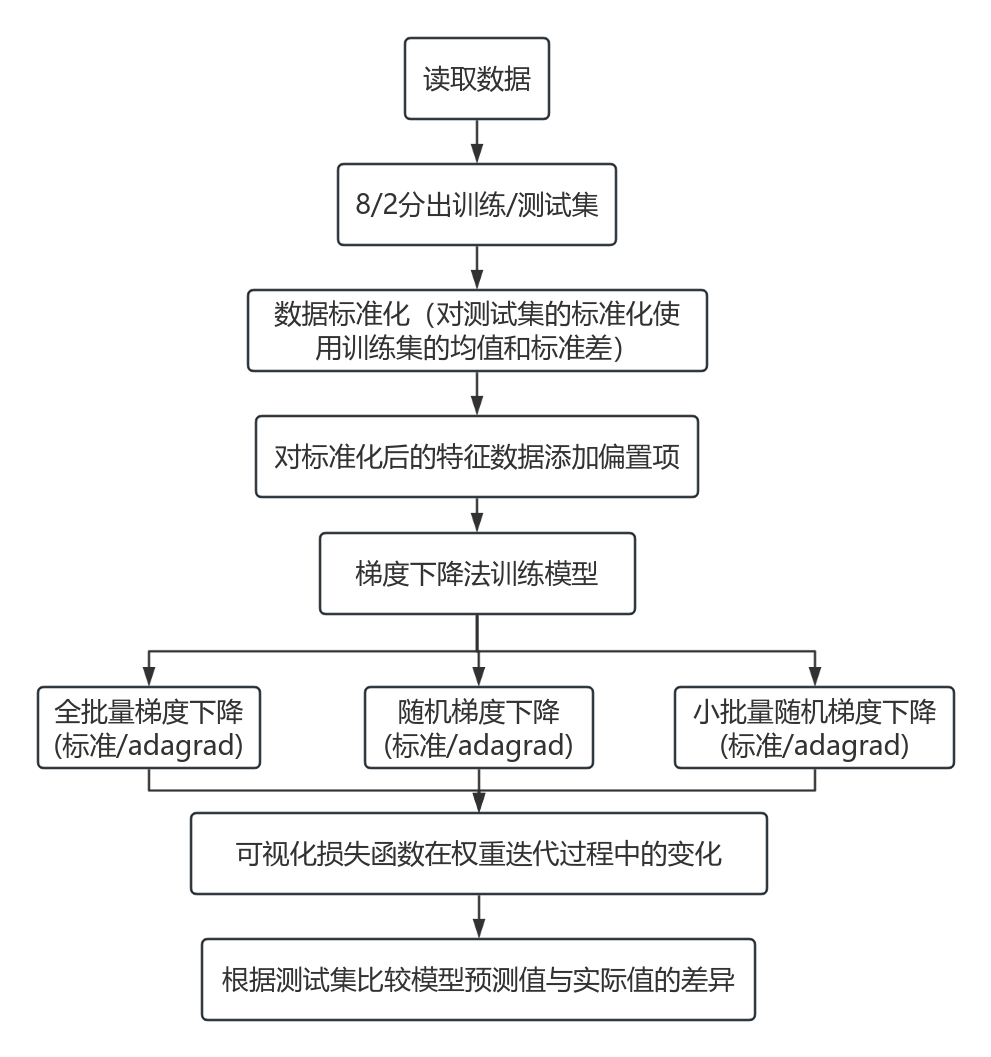 读取数据
8/2分出训练/测试集
数据标准化（对测试集的标准化使
用训练集的均值和标准差）
对标准化后的特征数据添加偏置项
梯度下降法训练模型
全批量梯度下降
(标准/adagrad)
随机梯度下降
(标准/adagrad)
小批量随机梯度下降
(标准/adagrad)
可视化损失函数在权重迭代过程中的变化
根据测试集比较模型预测值与实际值的差异